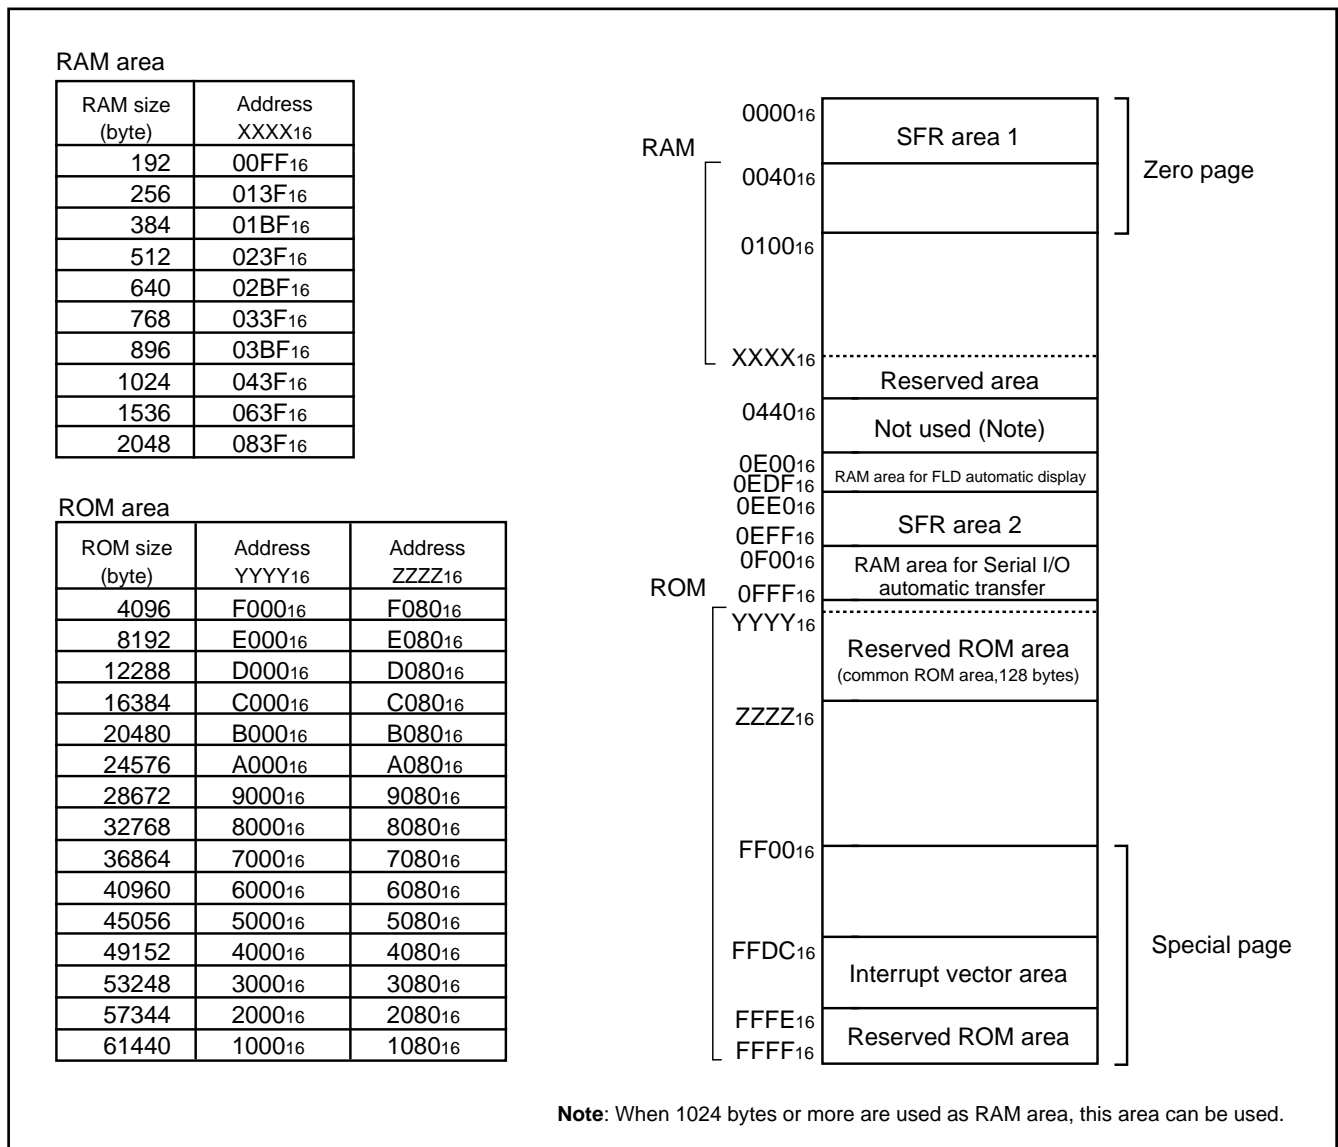 RAM area
RAM size (byte) Address XXXX16
192 00FF16
256 013F16
384 01BF16
512 023F16
640 02BF16
768 033F16
896 03BF16
1024 043F16
1536 063F16
2048 083F16
ROM area
ROM size (byte) Address YYYY16 Address ZZZZ16
4096 F00016 F08016
8192 E00016 E08016
12288 D00016 D08016
16384 C00016 C08016
20480 B00016 B08016
24576 A00016 A08016
28672 900016 908016
32768 800016 808016
36864 700016 708016
40960 600016 608016
45056 500016 508016
49152 400016 408016
53248 300016 308016
57344 200016 208016
61440 100016 108016
RAM
ROM
000016
SFR area 1
004016
Zero page
010016
XXXX16
Reserved area
044016
Not used (Note)
0E0016
0EDF16
RAM area for FLD automatic display
0EE016
SFR area 2
0EFF16
0F0016
RAM area for Serial I/O
automatic transfer
0FFF16
YYYY16
Reserved ROM area
(common ROM area,128 bytes)
ZZZZ16
FF0016
FFDC16
Special page
Interrupt vector area
FFFE16
Reserved ROM area
FFFF16
Note: When 1024 bytes or more are used as RAM area, this area can be used.